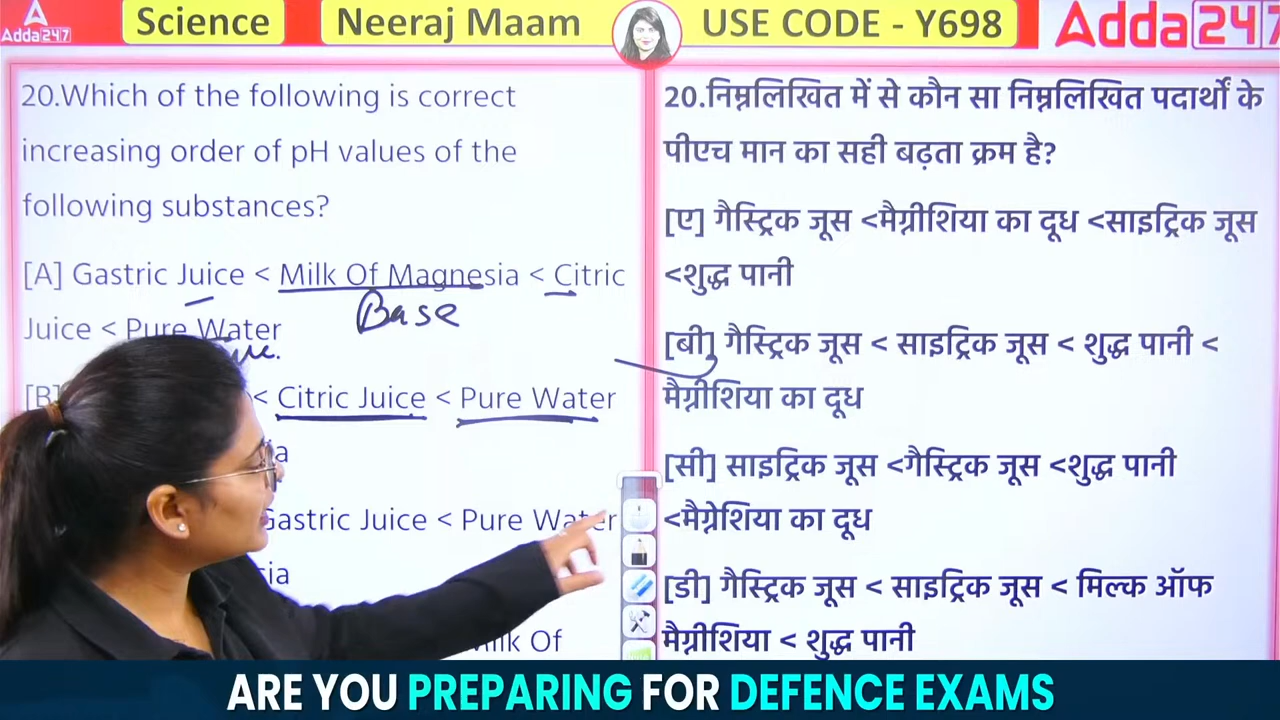 Adda247
Science
Neeraj Maam
USE CODE - Y698
Adda247
20.Which of the following is correct
increasing order of pH values of the
following substances?
[A] Gastric Juice < Milk Of Magnesia < Citric
Juice < Pure Water
Base
[B] < Citric Juice < Pure Water
Gastric Juice < Pure Water
Milk Of
20.निम्नलिखित में से कौन सा निम्नलिखित पदार्थों के
पीएच मान का सही बढ़ता क्रम है?
[ए] गैस्ट्रिक जूस <मैग्नीशिया का दूध <साइट्रिक जूस
<शुद्ध पानी
[बी] गैस्ट्रिक जूस < साइट्रिक जूस < शुद्ध पानी <
मैग्नीशिया का दूध
[सी] साइट्रिक जूस <गैस्ट्रिक जूस <शुद्ध पानी
<मैग्नेशिया का दूध
[डी] गैस्ट्रिक जूस < साइट्रिक जूस < मिल्क ऑफ
मैग्नीशिया < शुद्ध पानी
ARE YOU PREPARING FOR DEFENCE EXAMS